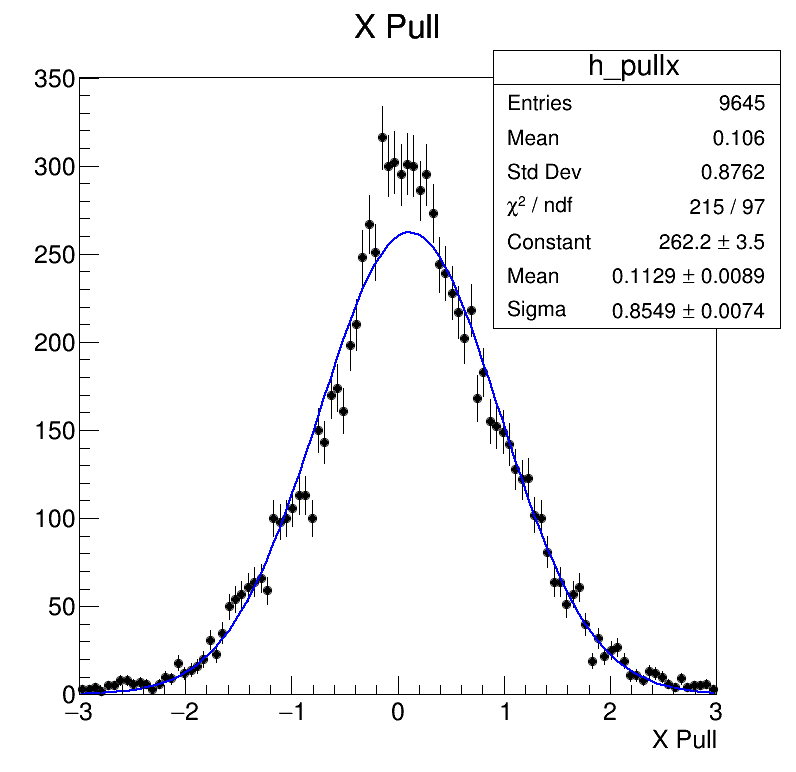 X Pull
h_pullx
Entries 9645
Mean 0.106
Std Dev 0.8762
χ² / ndf 215 / 97
Constant 262.2 ± 3.5
Mean 0.1129 ± 0.0089
Sigma 0.8549 ± 0.0074
350
300
250
200
150
100
50
0
−3 −2 −1 0 1 2 3
X Pull